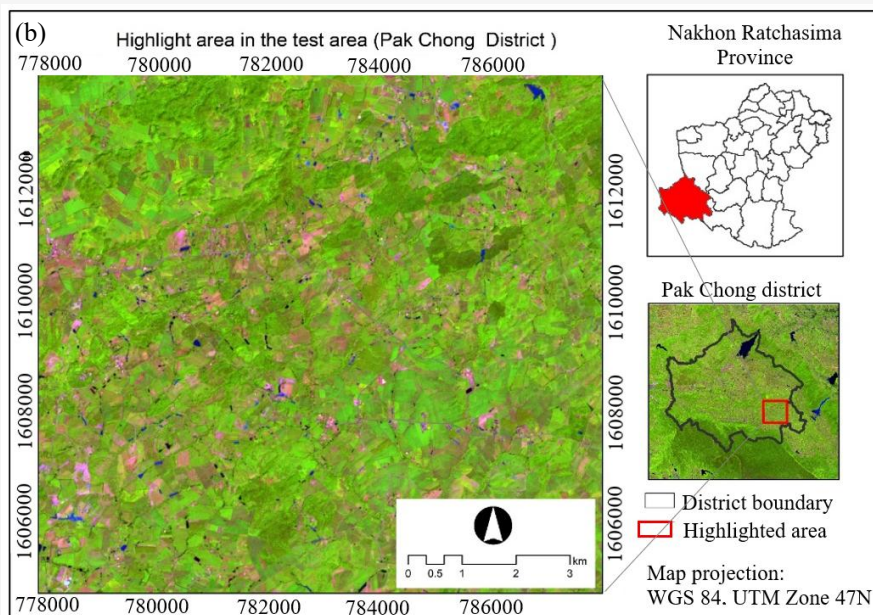 (b)
Highlight area in the test area (Pak Chong District )
778000 780000 782000 784000 786000
1612000
1610000
1608000
1606000
1612000
1610000
1608000
1606000
0 0.5 1 2 3
km
778000 780000 782000 784000 786000
Nakhon Ratchasima
Province
Pak Chong district
District boundary
Highlighted area
Map projection:
WGS 84, UTM Zone 47N